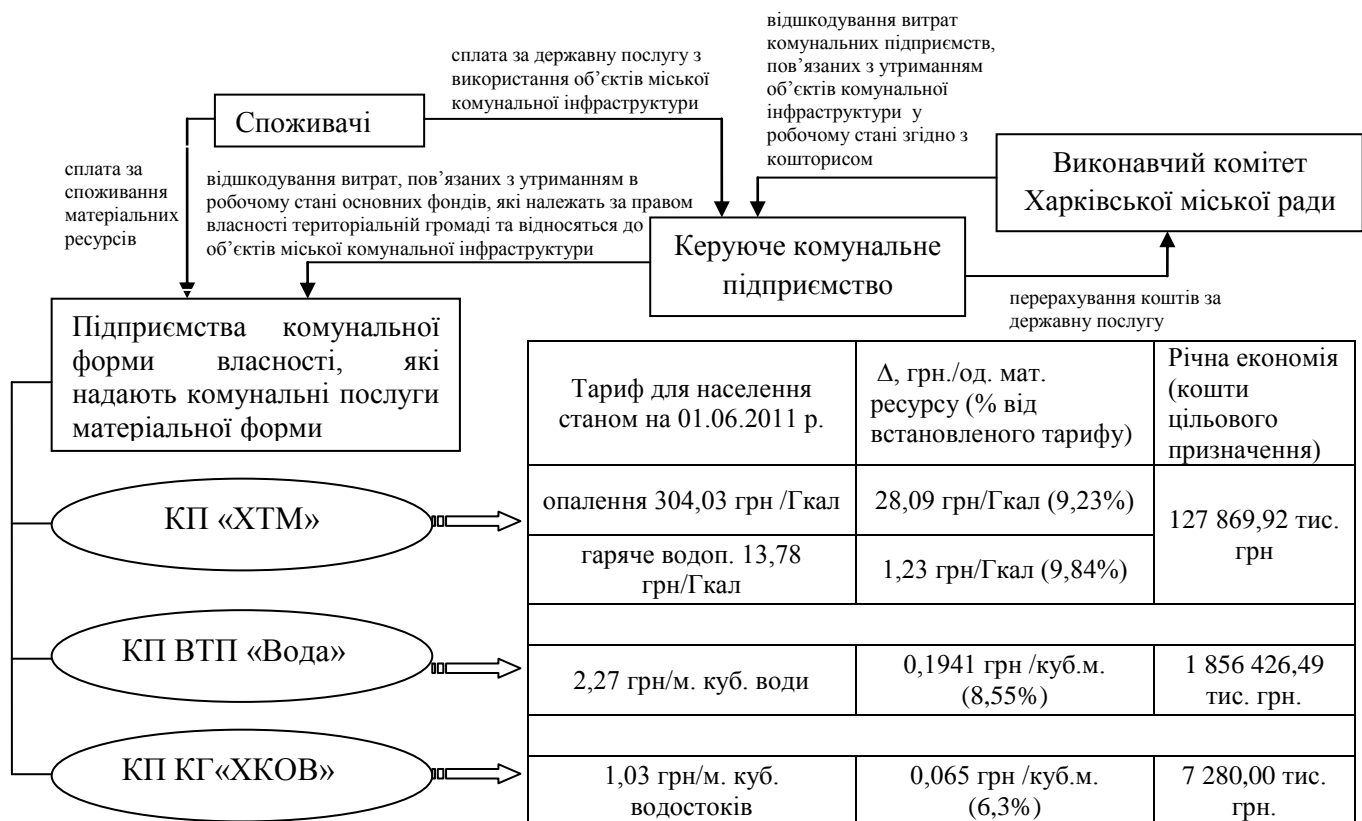 сплата за державну послугу з
використання об’єктів міської
комунальної інфраструктури
відшкодування витрат
комунальних підприємств,
пов’язаних з утриманням
об’єктів комунальної
інфраструктури у
робочому стані згідно з
кошторисом
Споживачі
Виконавчий комітет
Харківської міської ради
сплата за
споживання
матеріальних
ресурсів
відшкодування витрат, пов’язаних з утриманням в
робочому стані основних фондів, які належать за правом
власності територіальній громаді та відносяться до
об’єктів міської комунальної інфраструктури
Керуюче комунальне
підприємство
перерахування коштів за
державну послугу
Підприємства комунальної
форми власності, які
надають комунальні послуги
матеріальної форми
Тариф для населення
станом на 01.06.2011 р.
Δ, грн./од. мат.
ресурсу (% від
встановленого тарифу)
Річна економія
(кошти
цільового
призначення)
КП «ХТМ»
опалення 304,03 грн /Гкал
28,09 грн/Гкал (9,23%)
127 869,92 тис.
грн
гаряче водоп. 13,78
грн/Гкал
1,23 грн/Гкал (9,84%)
КП ВТП «Вода»
2,27 грн/м. куб. води
0,1941 грн /куб.м.
(8,55%)
1 856 426,49
тис. грн.
КП КГ«ХКОВ»
1,03 грн/м. куб.
водостоків
0,065 грн /куб.м.
(6,3%)
7 280,00 тис.
грн.